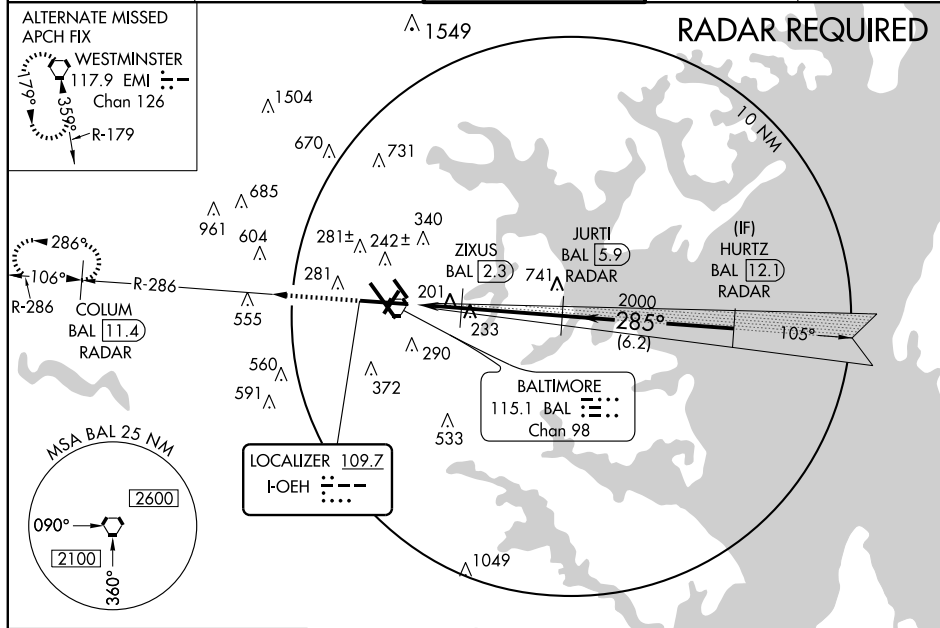 ALTERNATE MISSED
APCH FIX
WESTMINSTER
117.9 EMI
Chan 126
179°
359°
R-179
RADAR REQUIRED
1549
1504
670
731
10 NM
685
961
604
340
281±
242±
281
ZIXUS
BAL 2.3
JURTI
BAL 5.9
RADAR
(IF)
HURTZ
BAL 12.1
RADAR
741
201
233
2000
285°
(6.2)
105°
286°
106°
R-286
R-286
COLUM
BAL 11.4
RADAR
555
290
560
591
372
533
BALTIMORE
115.1 BAL
Chan 98
LOCALIZER 109.7
I-OEH
MSA BAL 25 NM
2600
090°
2100
360°
1049